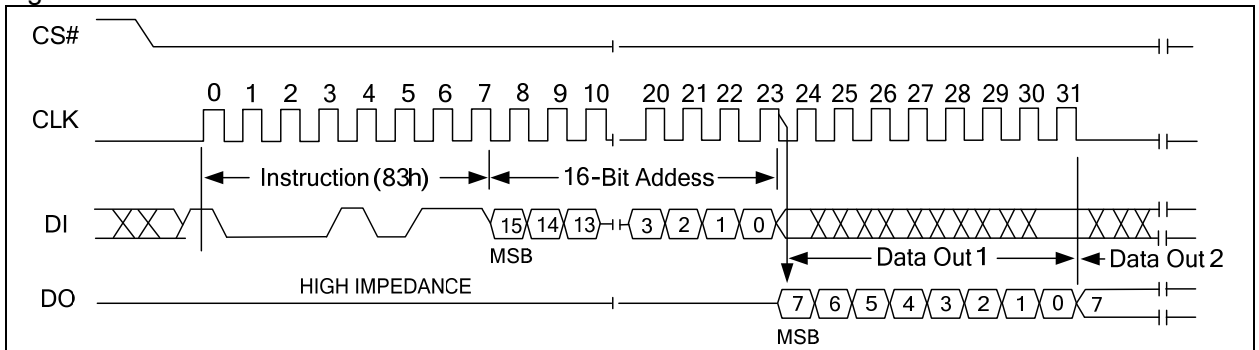 CS#
0 1 2 3 4 5 6 7 8 9 10 20 21 22 23 24 25 26 27 28 29 30 31
CLK
Instruction (83h) 16-Bit Addess
DI 15 14 13 3 2 1 0
MSB Data Out 1 Data Out 2
HIGH IMPEDANCE
DO 7 6 5 4 3 2 1 0 7
MSB